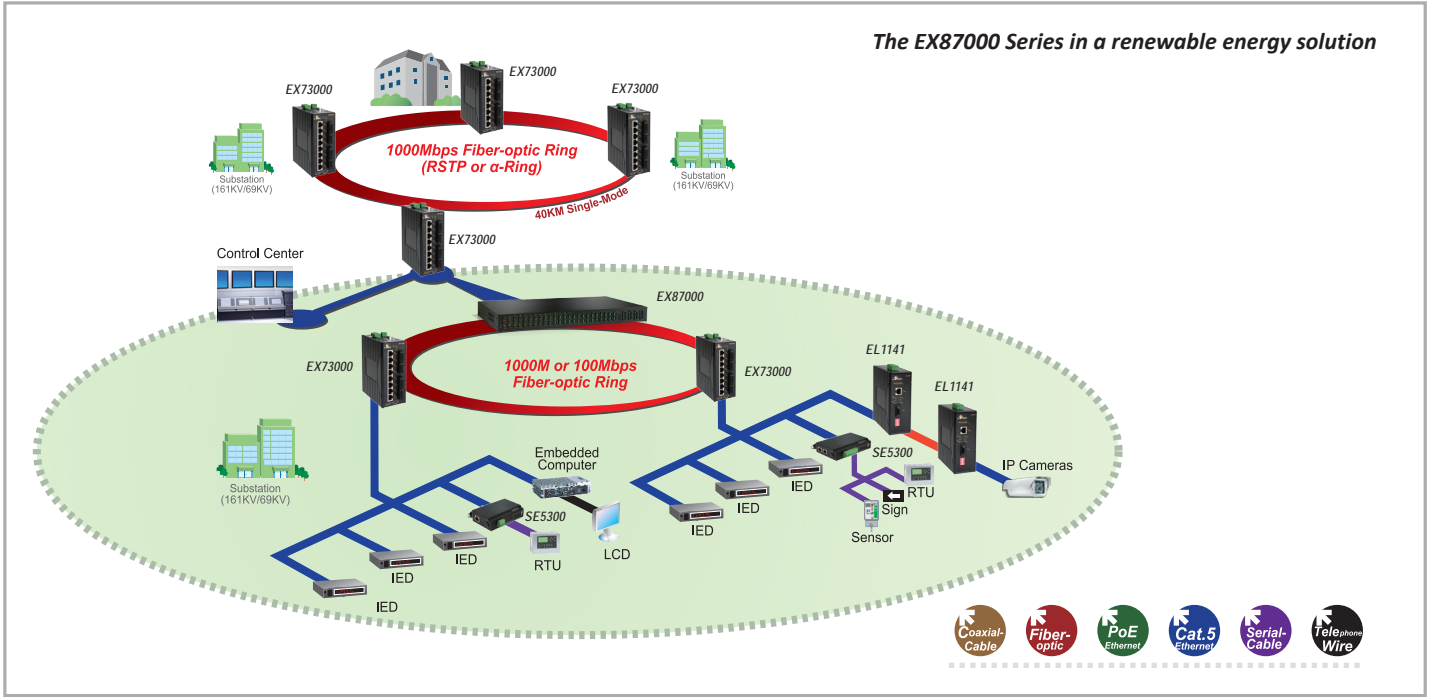 The EX87000 Series in a renewable energy solution
EX73000
EX73000
EX73000
1000Mbps Fiber-optic Ring
(RSTP or α-Ring)
40KM Single-Mode
Substation
(161KV/69KV)
Substation
(161KV/69KV)
EX73000
Control Center
EX87000
EX73000
1000M or 100Mbps
Fiber-optic Ring
EX73000
EL1141
EL1141
Substation
(161KV/69KV)
Embedded
Computer
SE5300
LCD
RTU
IED
IED
IED
IED
IED
IED
SE5300
RTU
Sign
Sensor
IP Cameras
Coaxial-
Cable
Fiber-
optic
PoE
Ethernet
Cat.5
Ethernet
Serial-
Cable
Telephone
Wire